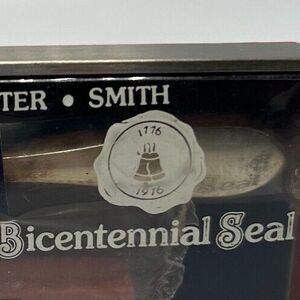 TER • SMITH
1776
1976
Bicentennial Seal